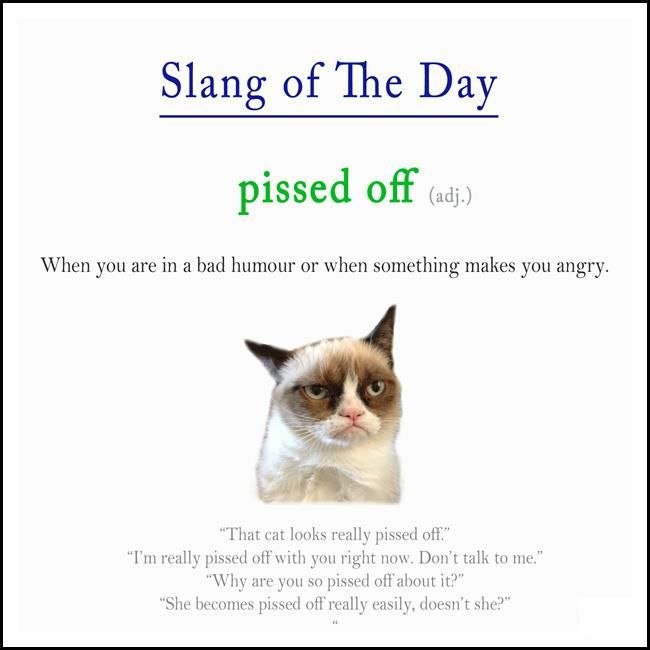 Slang of The Day
pissed off (adj.)
When you are in a bad humour or when something makes you angry.
“That cat looks really pissed off.”
“I'm really pissed off with you right now. Don't talk to me.”
“Why are you so pissed off about it?”
“She becomes pissed off really easily, doesn't she?”
“